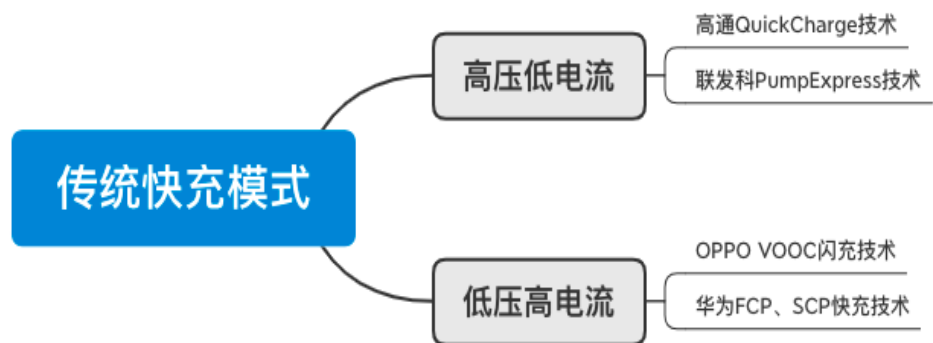 传统快充模式
高压低电流
高通QuickCharge技术
联发科PumpExpress技术
低压高电流
OPPO VOOC闪充技术
华为FCP、SCP快充技术